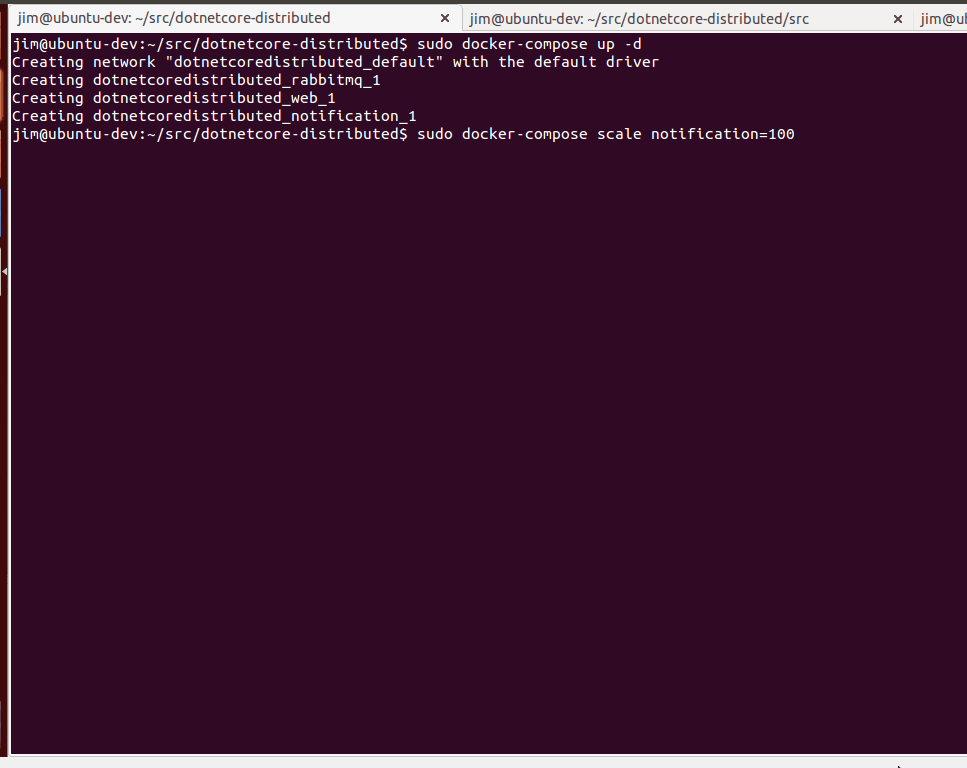 jim@ubuntu-dev: ~/src/dotnetcore-distributed × jim@ubuntu-dev: ~/src/dotnetcore-distributed/src × jim@ub
jim@ubuntu-dev:~/src/dotnetcore-distributed$ sudo docker-compose up -d
Creating network "dotnetcoredistributed_default" with the default driver
Creating dotnetcoredistributed_rabbitmq_1
Creating dotnetcoredistributed_web_1
Creating dotnetcoredistributed_notification_1
jim@ubuntu-dev:~/src/dotnetcore-distributed$ sudo docker-compose scale notification=100